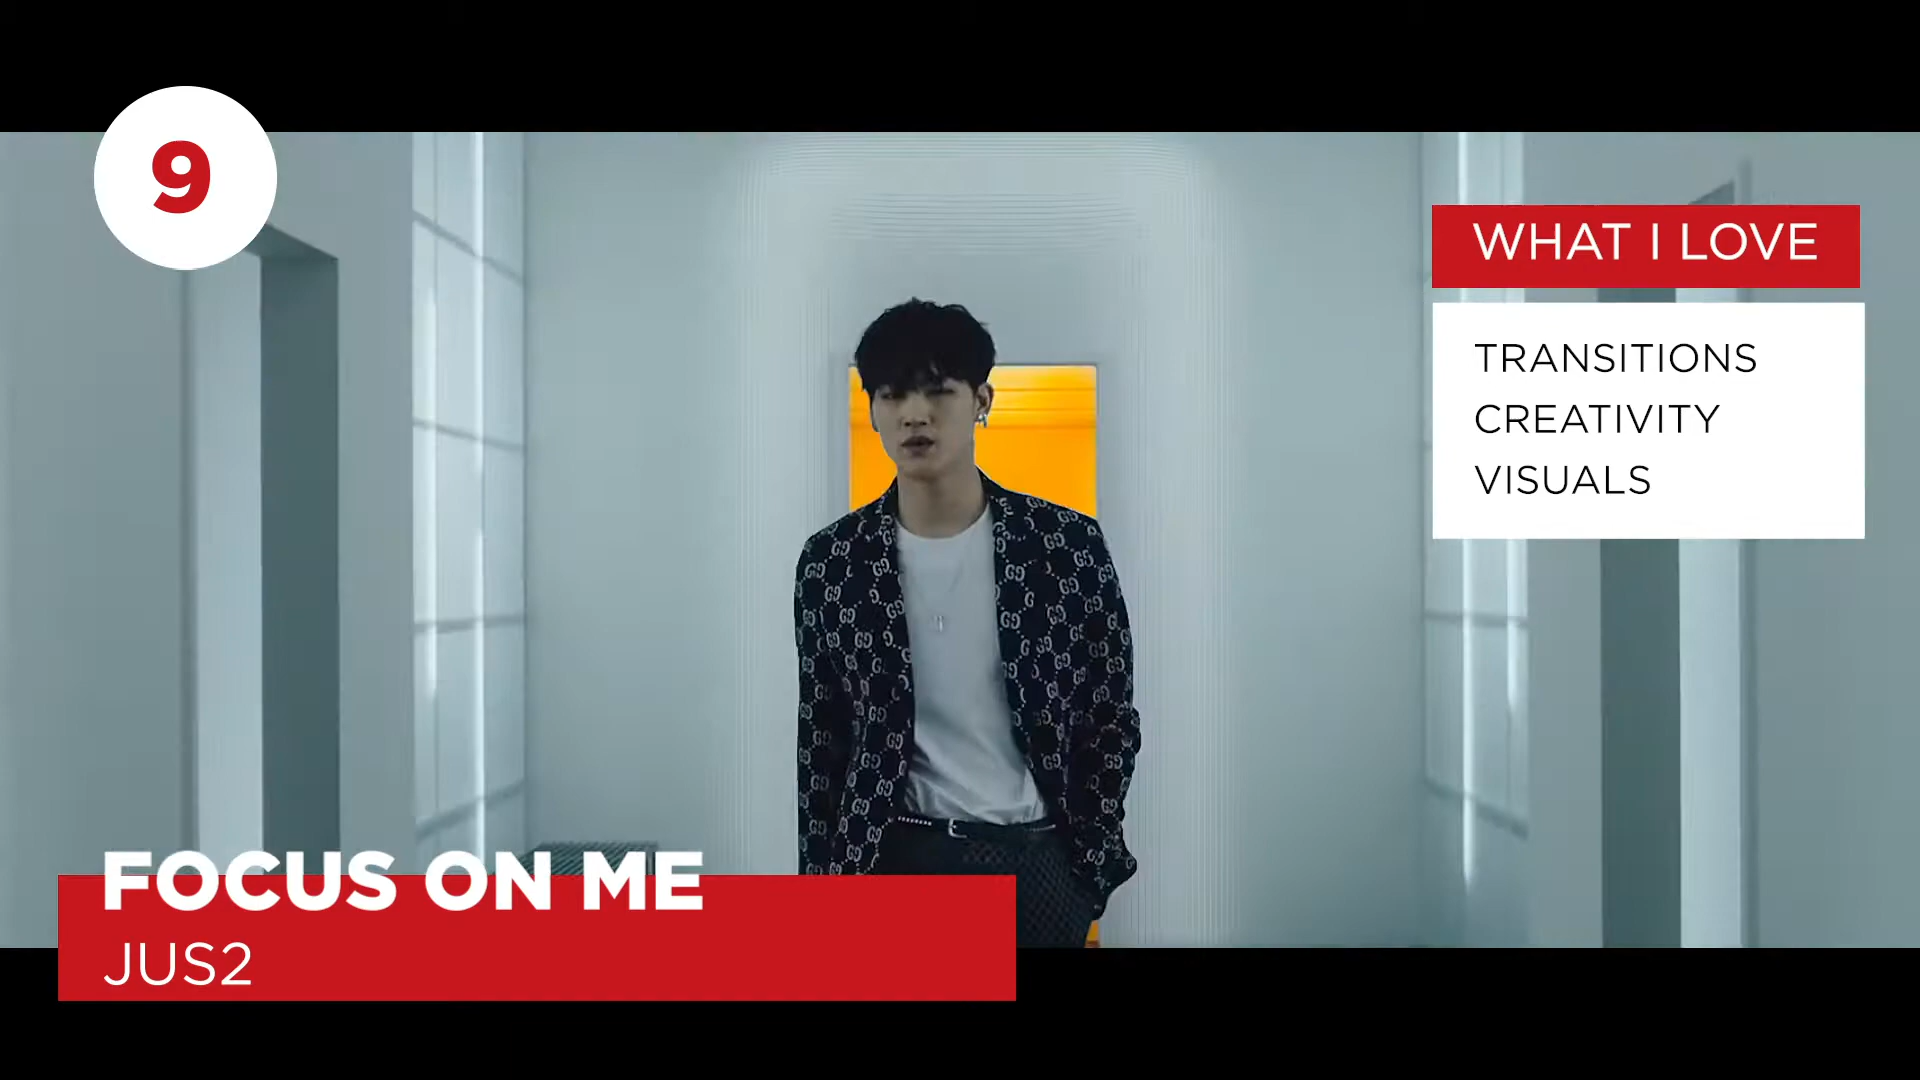 9
WHAT I LOVE
TRANSITIONS
CREATIVITY
VISUALS
FOCUS ON ME
JUS2